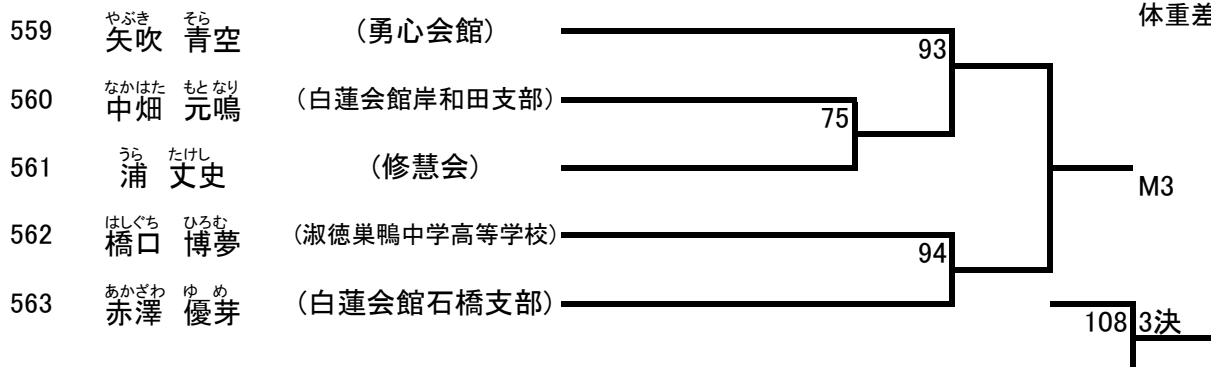 体重差
やぶき そら
559 矢吹 青空 (勇心会館)
93
なかはた もとなり
560 中畑 元鳴 (白蓮会館岸和田支部)
75
うら たけし
561 浦 丈史 (修慧会)
M3
はしぐち ひろむ
562 橋口 博夢 (淑徳巣鴨中学高等学校)
94
あかざわ ゆめ
563 赤澤 優芽 (白蓮会館石橋支部)
108 3決